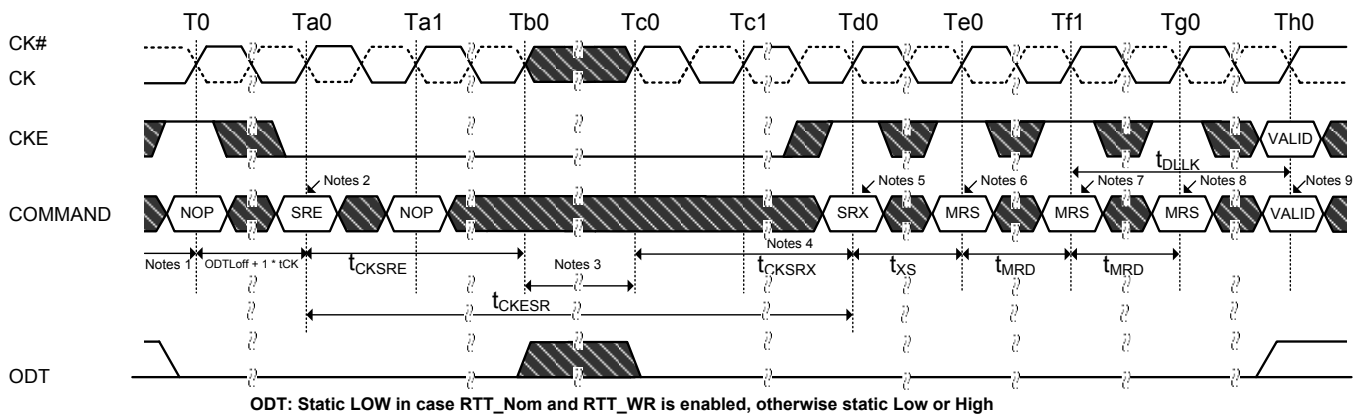 T0 Ta0 Ta1 Tb0 Tc0 Tc1 Td0 Te0 Tf1 Tg0 Th0
CK#
CK
CKE
VALID
tDLLK
Notes 2
Notes 5
Notes 6
Notes 7
Notes 8
Notes 9
COMMAND
NOP SRE NOP SRX MRS MRS MRS VALID
Notes 1
ODTLoff + 1 * tCK
tCKSRE
Notes 3
Notes 4
tCKSRX
tXS
tMRD
tMRD
tCKESR
ODT
ODT: Static LOW in case RTT_Nom and RTT_WR is enabled, otherwise static Low or High